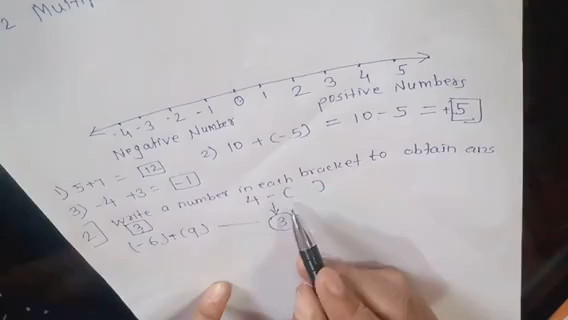 2 Multip
-4 -3 -2 -1 0 1 2 3 4 5
Negative Number positive Numbers
1) 5+7 = 12 2) 10 + (-5) = 10 - 5 = +5
3) -4 +3 = -1
2] Write a number in each bracket to obtain ans
3 4 - ( )
(-6)+(9) 3